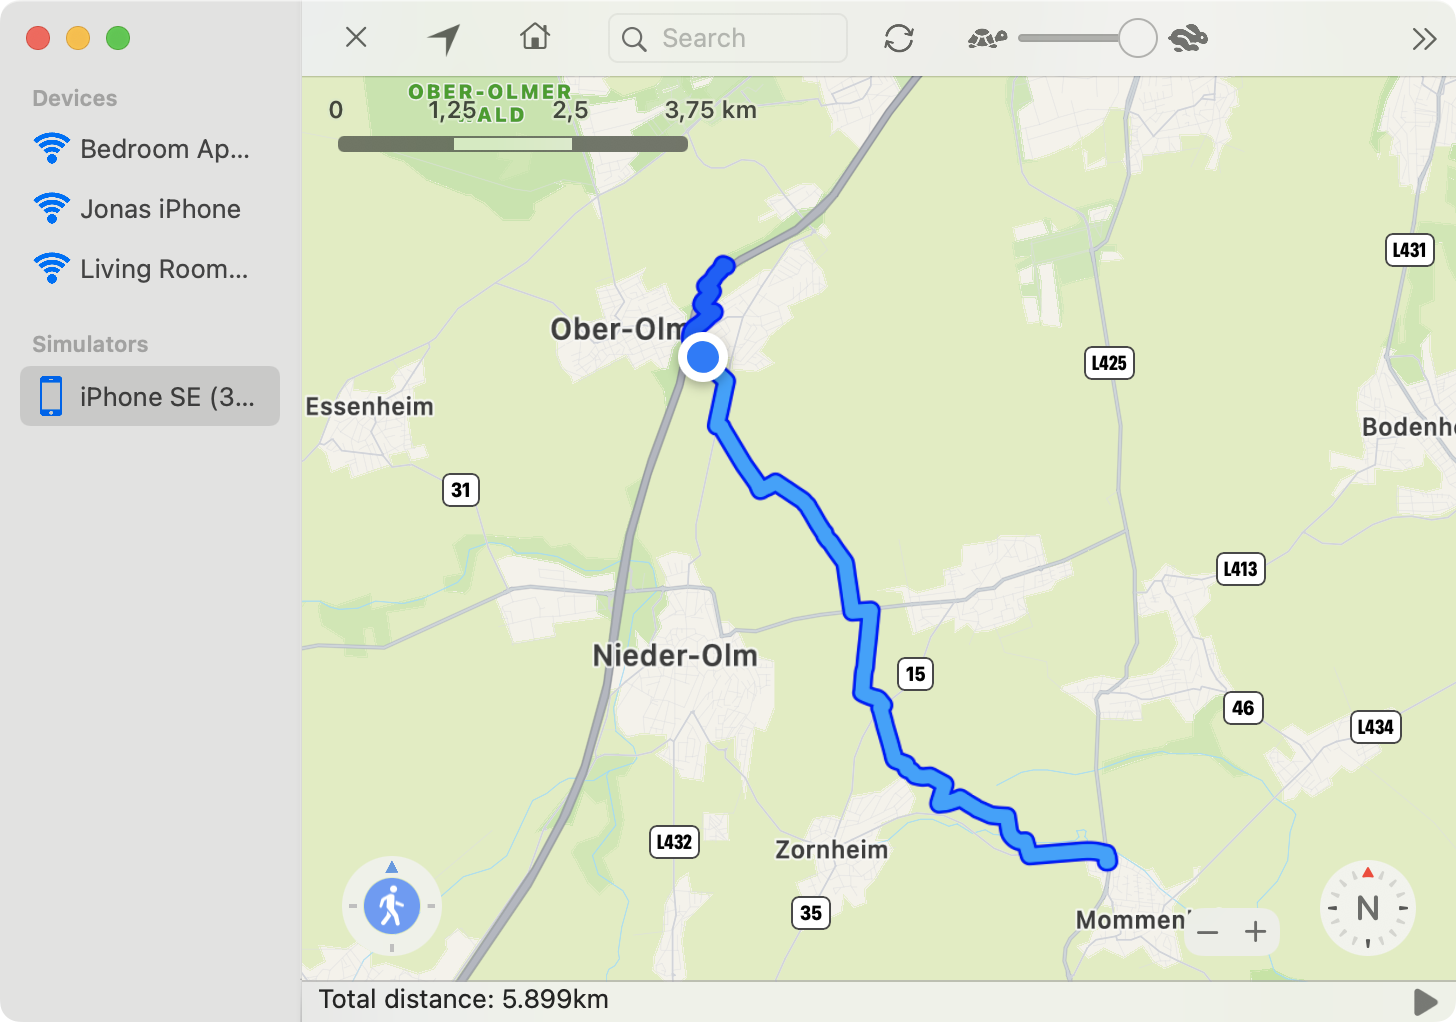 Search
Devices
Bedroom Ap...
Jonas iPhone
Living Room...
Simulators
iPhone SE (3...
OBER-OLMER
ALD
0 1,25 2,5 3,75 km
L431
Ober-Olm
L425
Essenheim
Bodenh
31
L413
Nieder-Olm
15
46
L434
L432
Zornheim
35
Mommen
N
Total distance: 5.899km